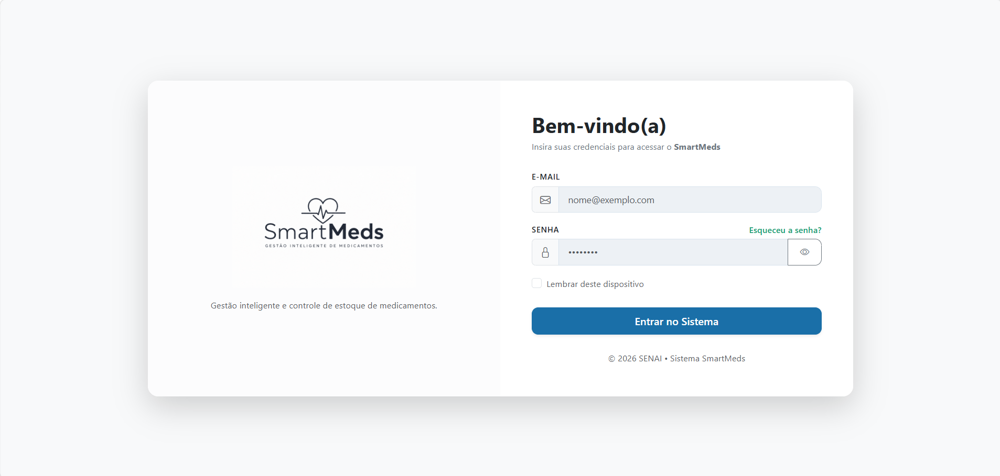 SmartMeds
GESTÃO INTELIGENTE DE MEDICAMENTOS
Gestão inteligente e controle de estoque de medicamentos.
Bem-vindo(a)
Insira suas credenciais para acessar o SmartMeds
E-MAIL
nome@exemplo.com
SENHA Esqueceu a senha?
••••••••
Lembrar deste dispositivo
Entrar no Sistema
© 2026 SENAI • Sistema SmartMeds